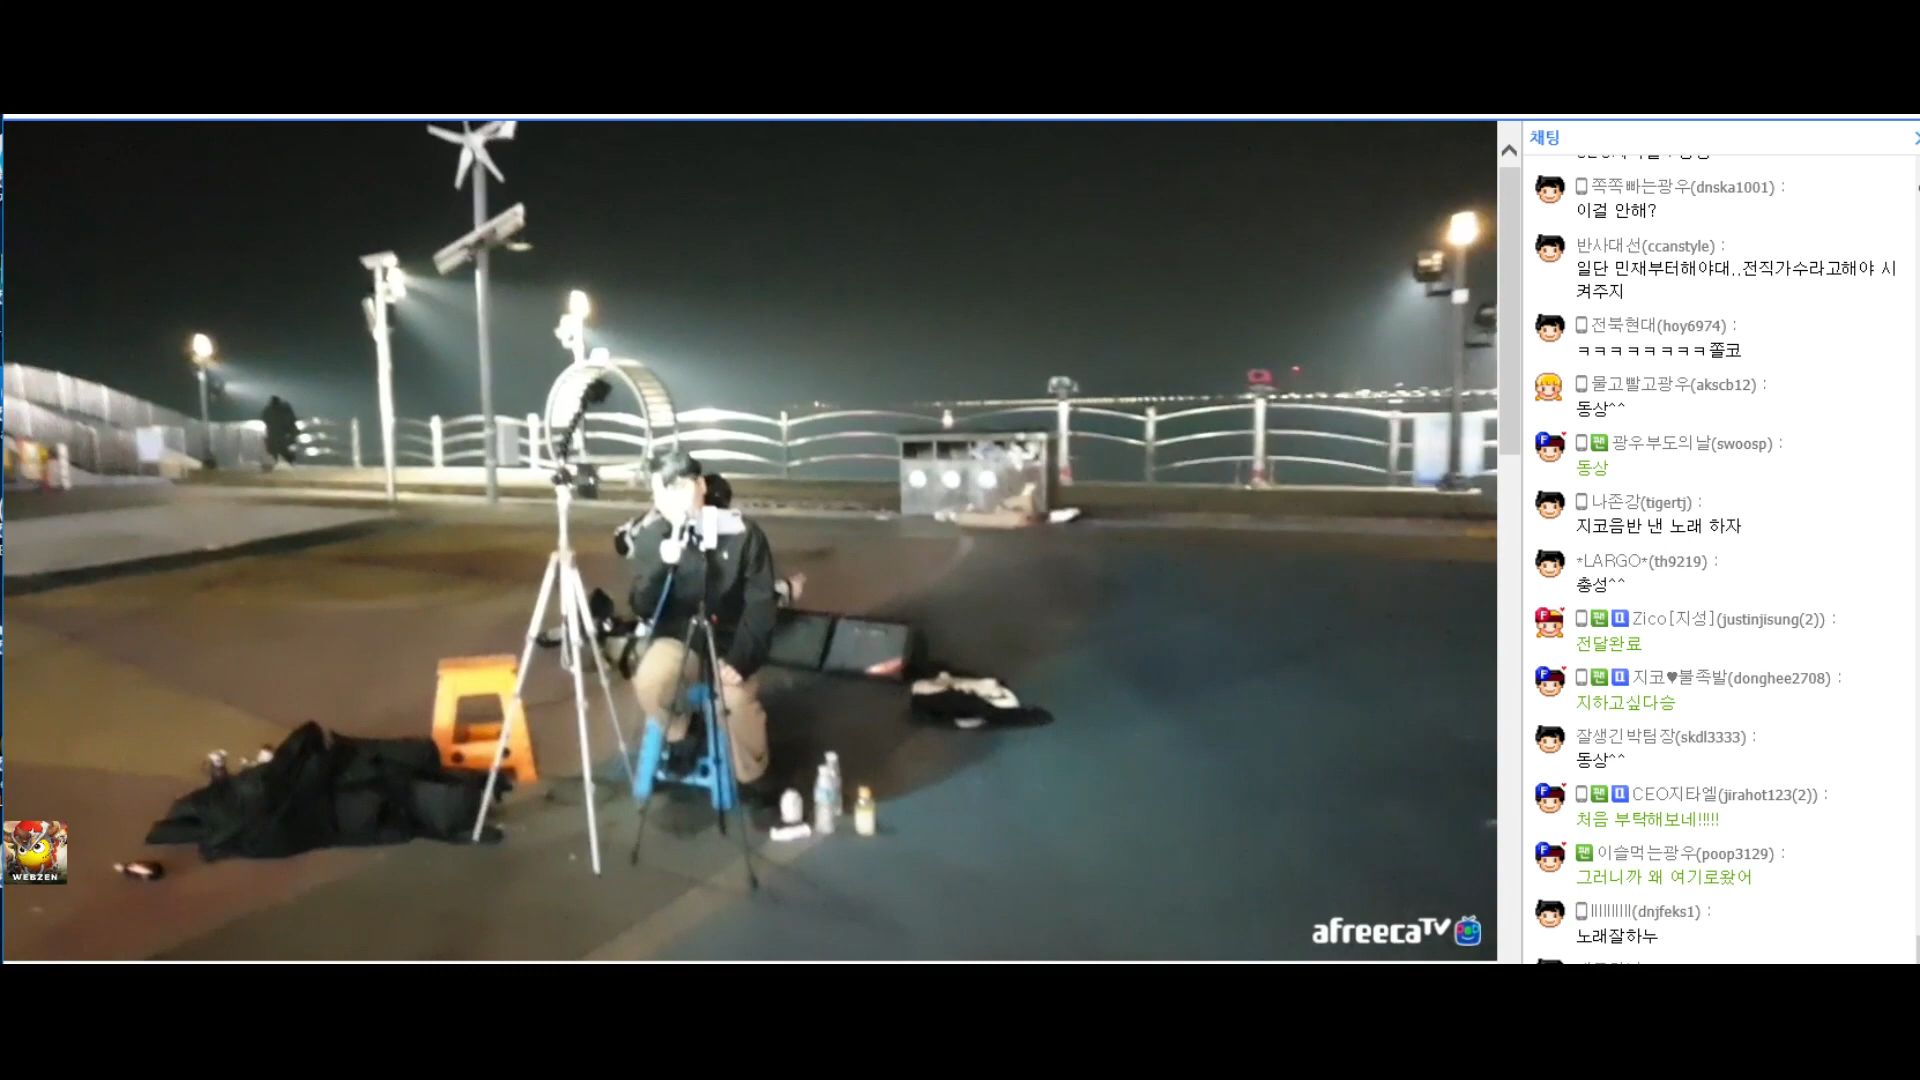 채팅
쪽쪽빠는광우(dnska1001) :
이걸 안해?
반사대선(ccanstyle) :
일단 민재부터해야대..전직가수라고해야 시
켜주지
전북현대(hoy6974) :
ㅋㅋㅋㅋㅋㅋㅋㅋ쫄코
물고빨고광우(akscb12) :
동상^^
팬 광우부도의날(swoosp) :
동상
나존강(tigertj) :
지코음반 낸 노래 하자
*LARGO*(th9219) :
충성^^
팬 Zico[지성](justinjisung(2)) :
전달완료
팬 지코♥불족발(donghee2708) :
지하고싶다승
잘생긴박팀장(skdl3333) :
동상^^
팬 CEO지타엘(jirahot123(2)) :
처음 부탁해보네!!!!!
팬 이슬먹는광우(poop3129) :
그러니까 왜 여기로왔어
llllllllll(dnjfeks1) :
노래잘하누
WEBZEN
afreecaTV